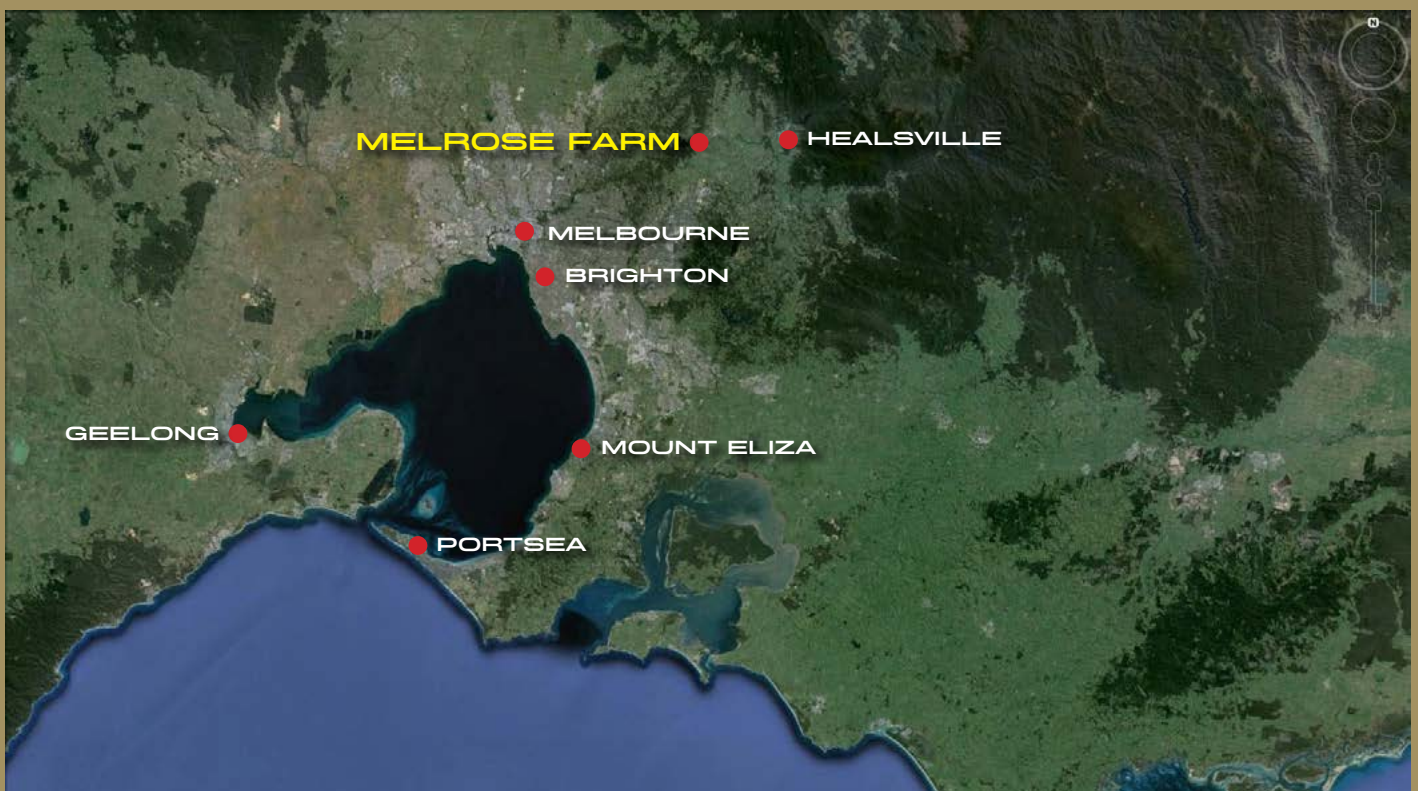 N
MELROSE FARM
HEALSVILLE
MELBOURNE
BRIGHTON
GEELONG
MOUNT ELIZA
PORTSEA